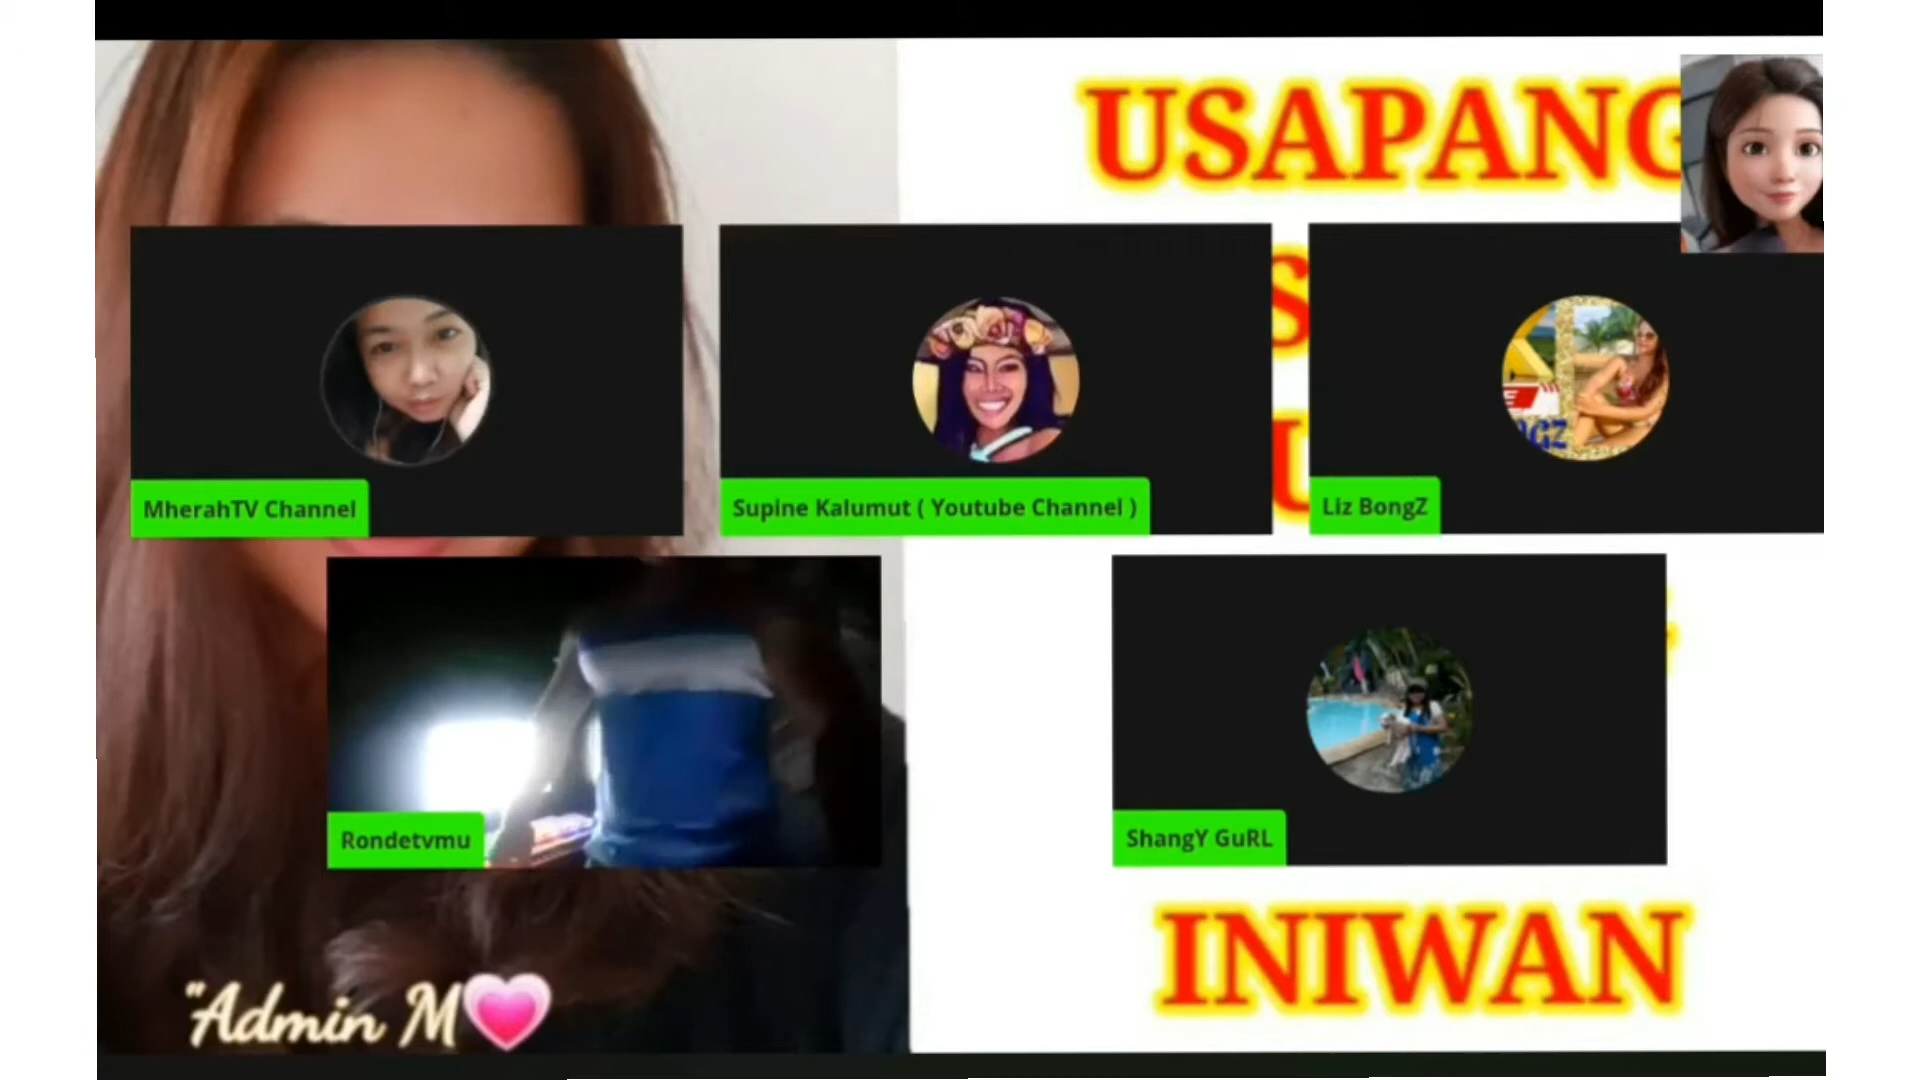 USAPANG
MherahTV Channel
Supine Kalumut ( Youtube Channel )
Liz BongZ
Rondetvmu
ShangY GuRL
INIWAN
"Admin M